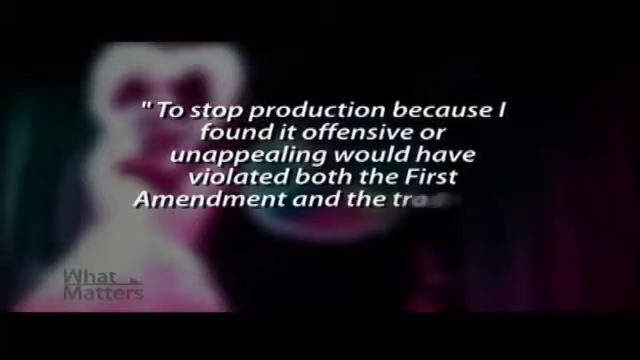 " To stop production because I
found it offensive or
unappealing would have
violated both the First
Amendment and the
What
Matters